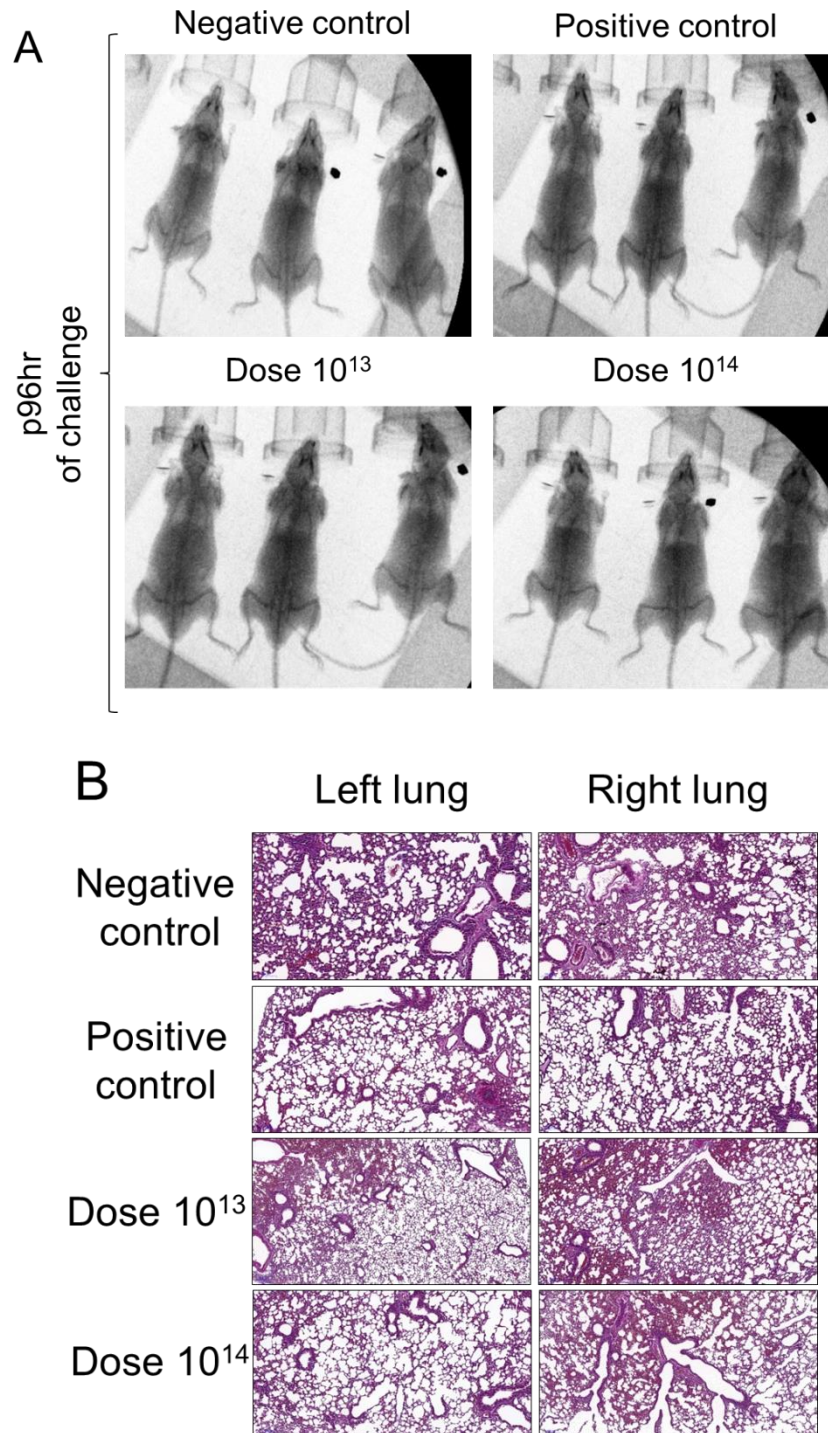 A
Negative control
Positive control
p96hr
of challenge
Dose 10¹³
Dose 10¹⁴
B
Left lung
Right lung
Negative
control
Positive
control
Dose 10¹³
Dose 10¹⁴